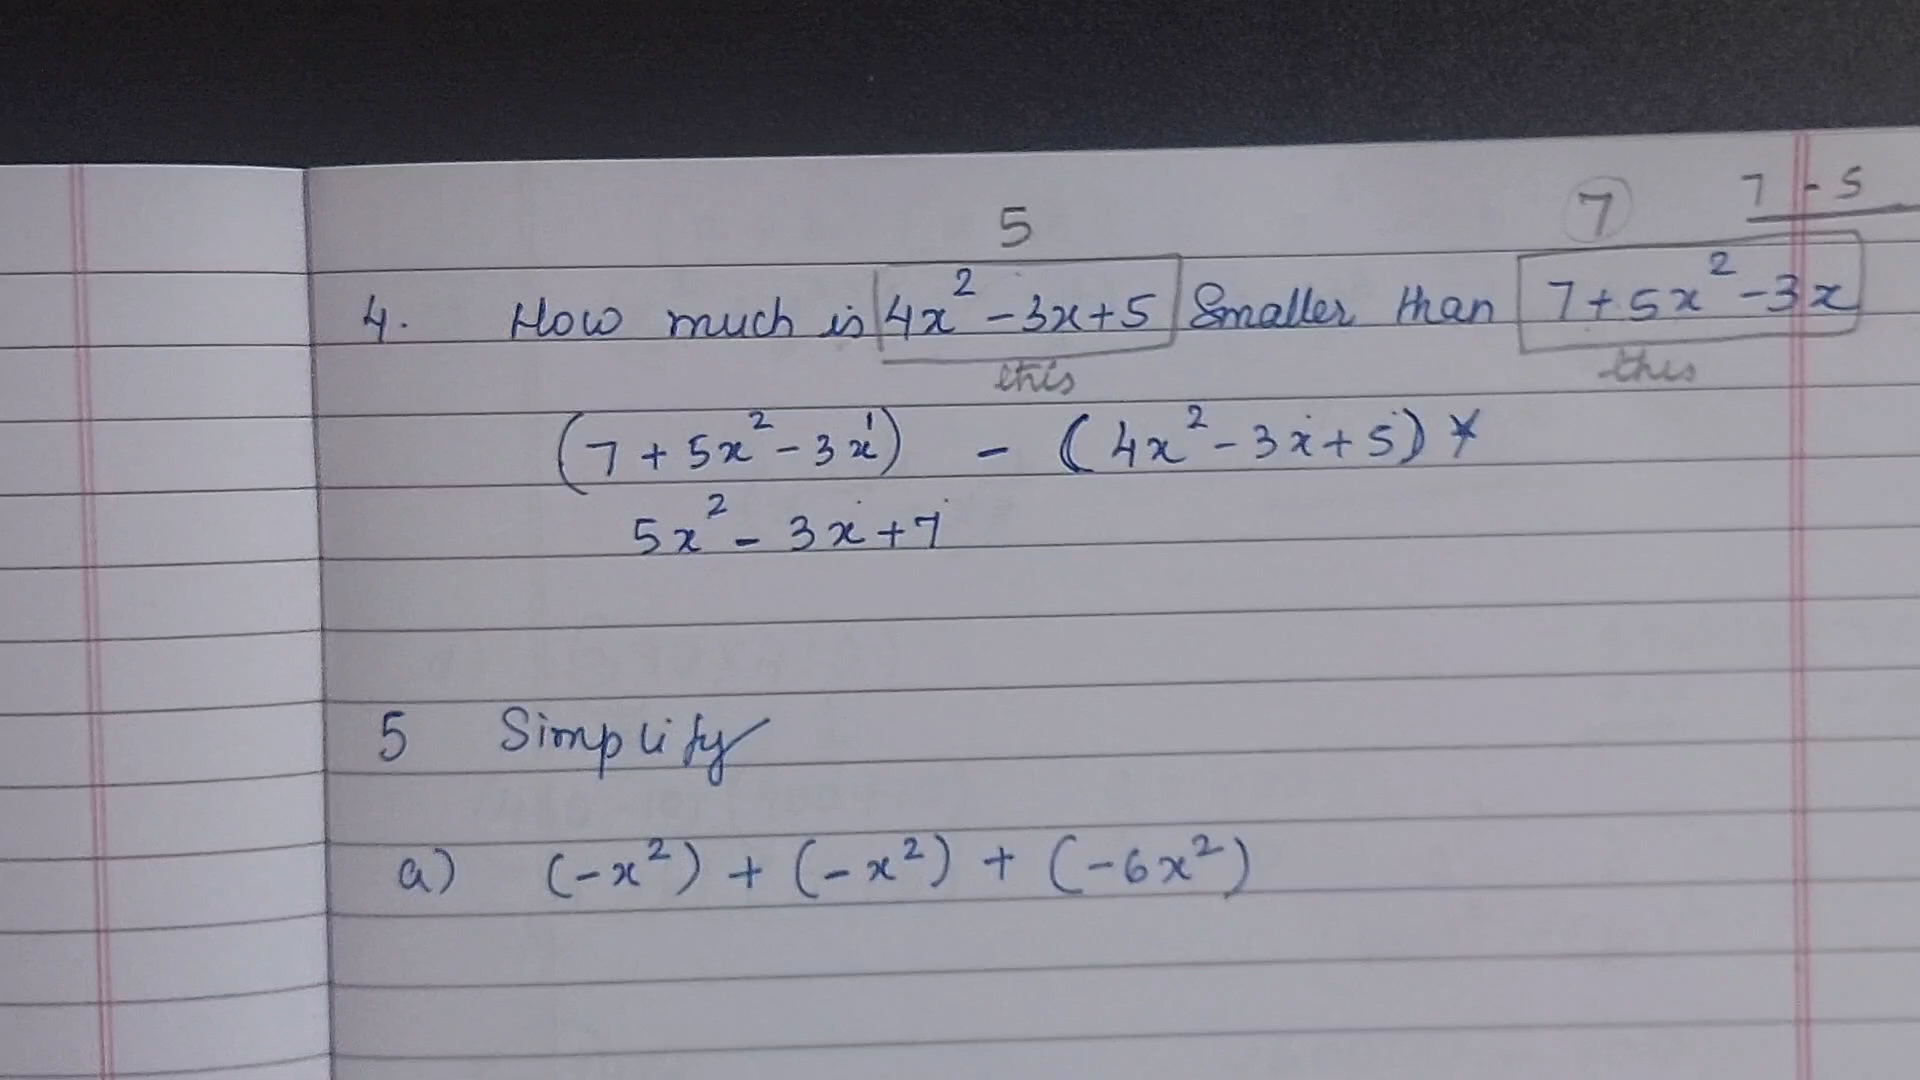 5 7 7 - 5
4. How much is 4x² - 3x + 5 Smaller than 7 + 5x² - 3x
this this
(7 + 5x² - 3x¹) - (4x² - 3x + 5)
5x² - 3x + 7
5 Simplify
a) (-x²) + (-x²) + (-6x²)